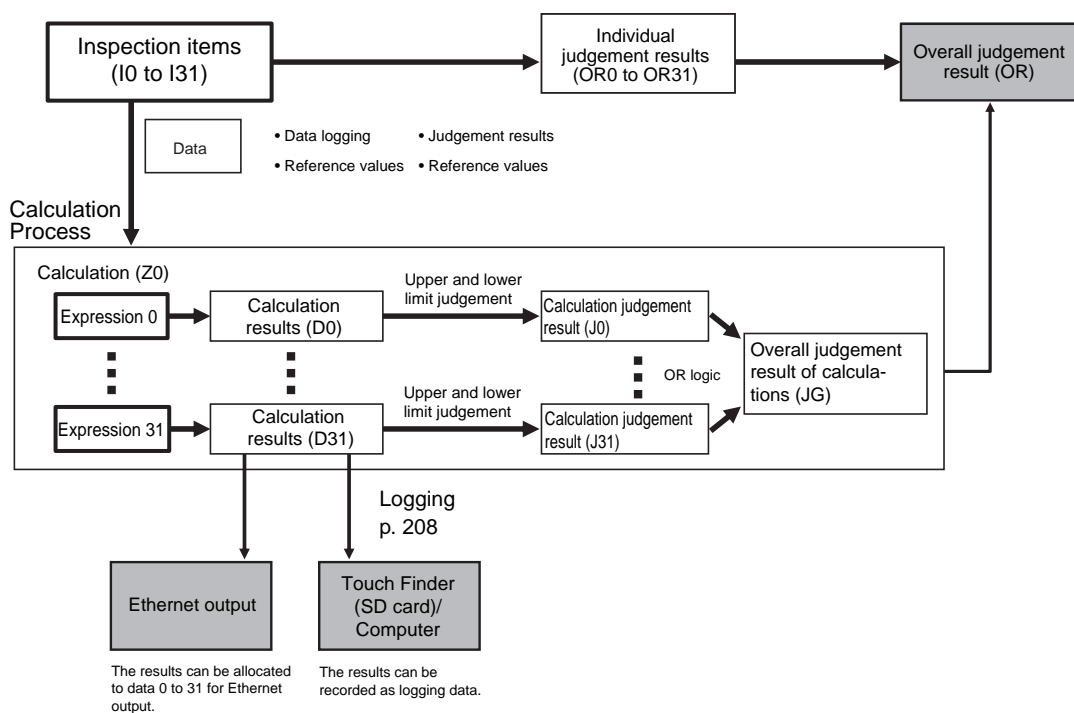 Inspection items
(I0 to I31)
Individual
judgement results
(OR0 to OR31)
Overall judgement
result (OR)
Data
• Data logging
• Judgement results
• Reference values
• Reference values
Calculation
Process
Calculation (Z0)
Expression 0
Calculation
results (D0)
Upper and lower
limit judgement
Calculation judgement
result (J0)
OR logic
Overall judgement
result of calcula-
tions (JG)
Expression 31
Calculation
results (D31)
Upper and lower
limit judgement
Calculation judgement
result (J31)
Logging
p. 208
Ethernet output
Touch Finder
(SD card)/
Computer
The results can be allocated
to data 0 to 31 for Ethernet
output.
The results can be
recorded as logging data.